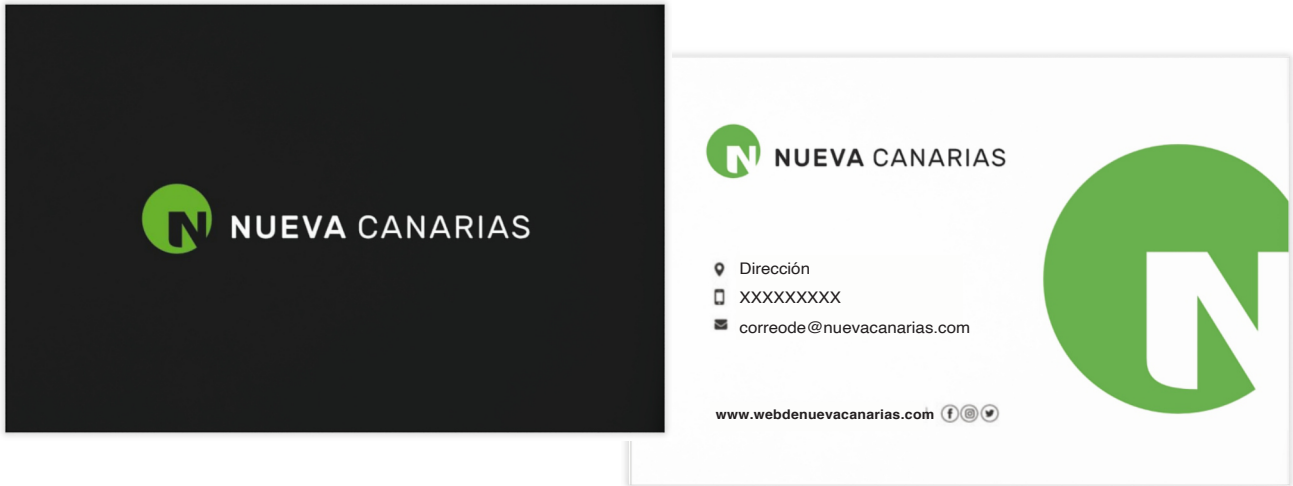 N NUEVA CANARIAS
N NUEVA CANARIAS
Dirección
XXXXXXXXX
correode@nuevacanarias.com
www.webdenuevacanarias.com
N